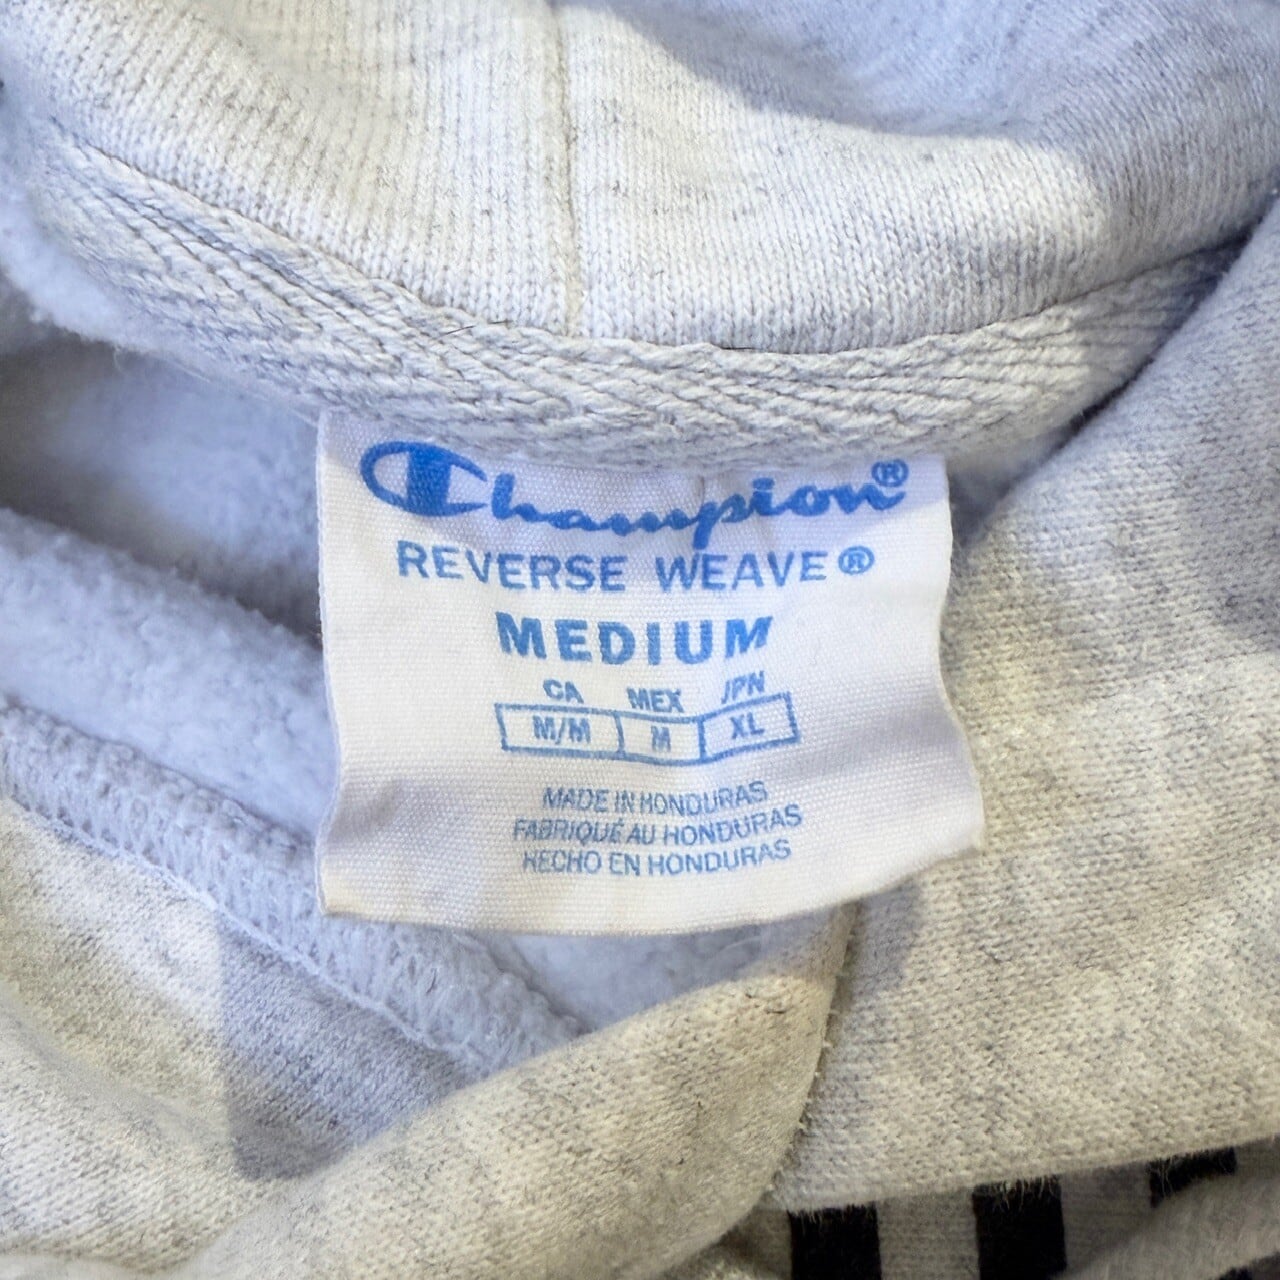 Champion®
REVERSE WEAVE®
MEDIUM
CA MEX JPN
M/M M XL
MADE IN HONDURAS
FABRIQUÉ AU HONDURAS
HECHO EN HONDURAS